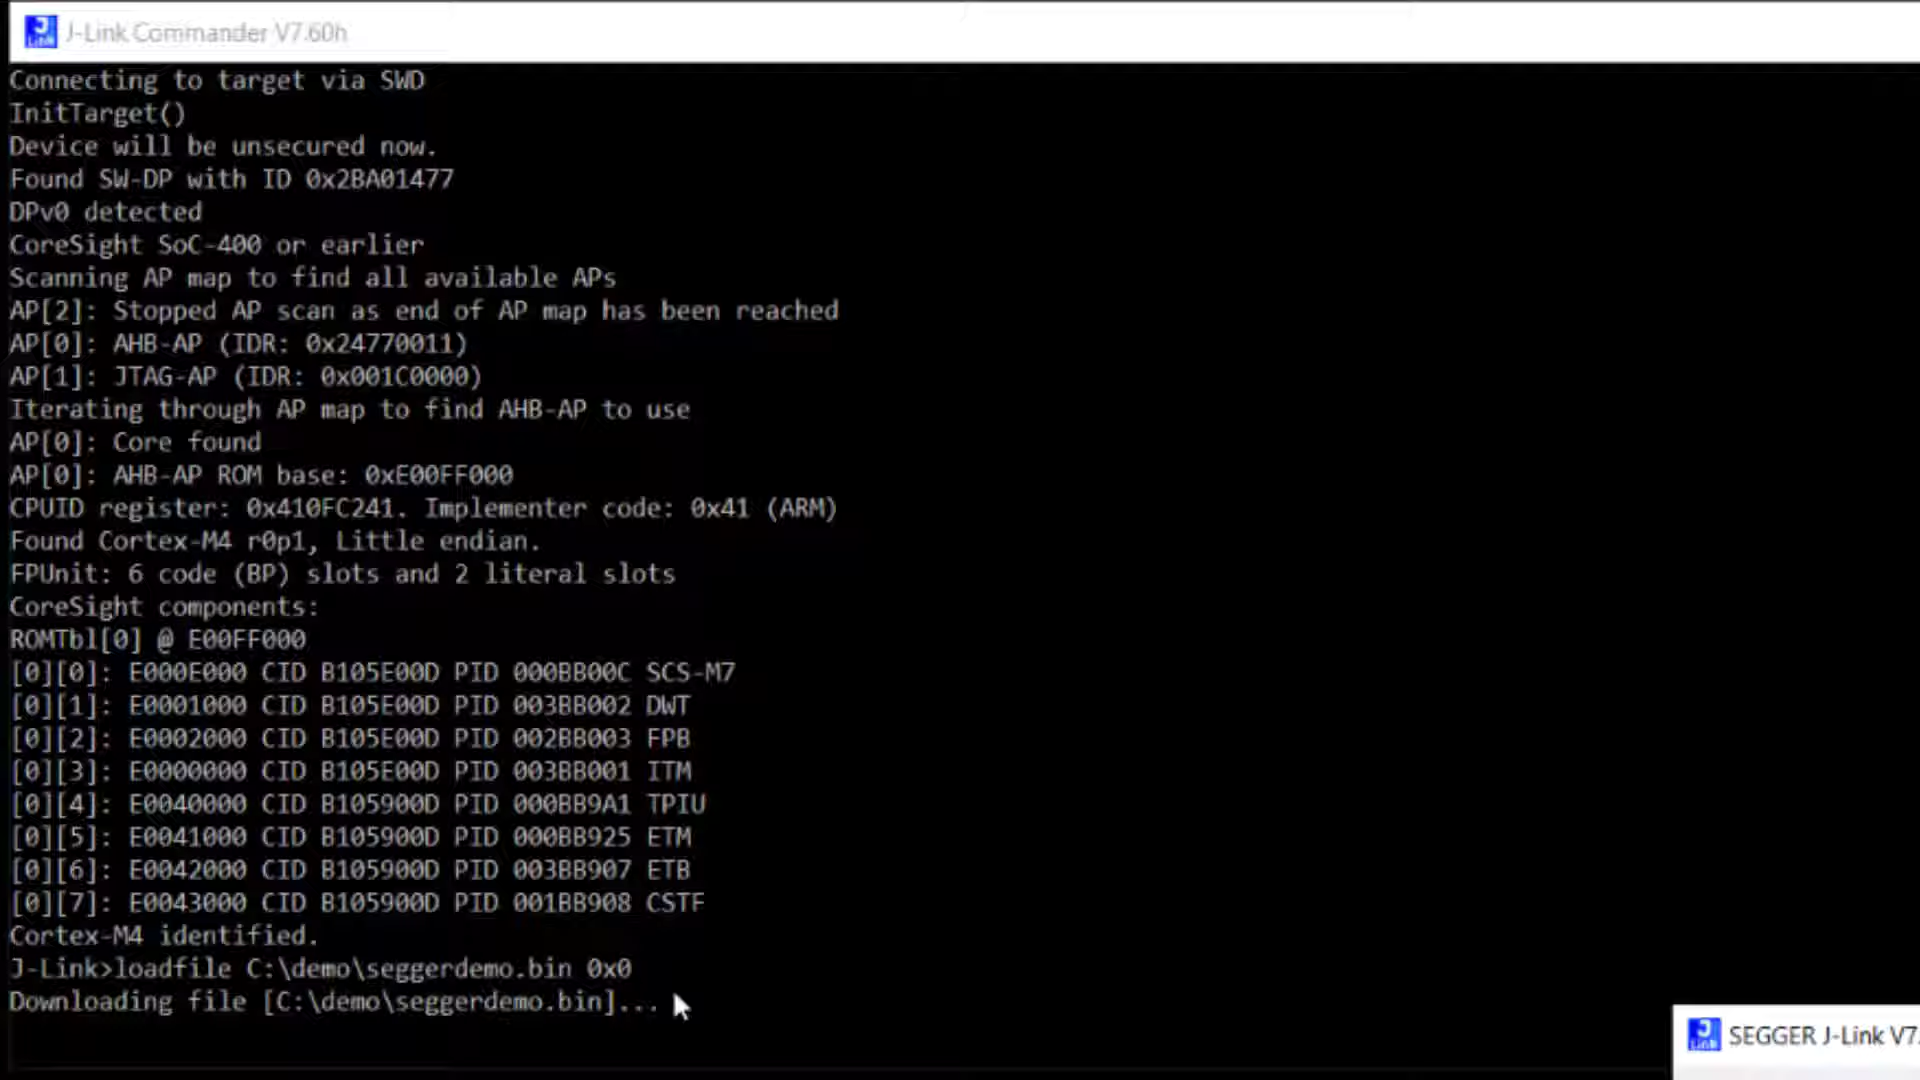 J-Link Commander V7.60h
Connecting to target via SWD
InitTarget()
Device will be unsecured now.
Found SW-DP with ID 0x2BA01477
DPv0 detected
CoreSight SoC-400 or earlier
Scanning AP map to find all available APs
AP[2]: Stopped AP scan as end of AP map has been reached
AP[0]: AHB-AP (IDR: 0x24770011)
AP[1]: JTAG-AP (IDR: 0x001C0000)
Iterating through AP map to find AHB-AP to use
AP[0]: Core found
AP[0]: AHB-AP ROM base: 0xE00FF000
CPUID register: 0x410FC241. Implementer code: 0x41 (ARM)
Found Cortex-M4 r0p1, Little endian.
FPUnit: 6 code (BP) slots and 2 literal slots
CoreSight components:
ROMTbl[0] @ E00FF000
[0][0]: E000E000 CID B105E00D PID 000BB00C SCS-M7
[0][1]: E0001000 CID B105E00D PID 003BB002 DWT
[0][2]: E0002000 CID B105E00D PID 002BB003 FPB
[0][3]: E0000000 CID B105E00D PID 003BB001 ITM
[0][4]: E0040000 CID B105900D PID 000BB9A1 TPIU
[0][5]: E0041000 CID B105900D PID 000BB925 ETM
[0][6]: E0042000 CID B105900D PID 003BB907 ETB
[0][7]: E0043000 CID B105900D PID 001BB908 CSTF
Cortex-M4 identified.
J-Link>loadfile C:\demo\seggerdemo.bin 0x0
Downloading file [C:\demo\seggerdemo.bin]...
SEGGER J-Link V7.